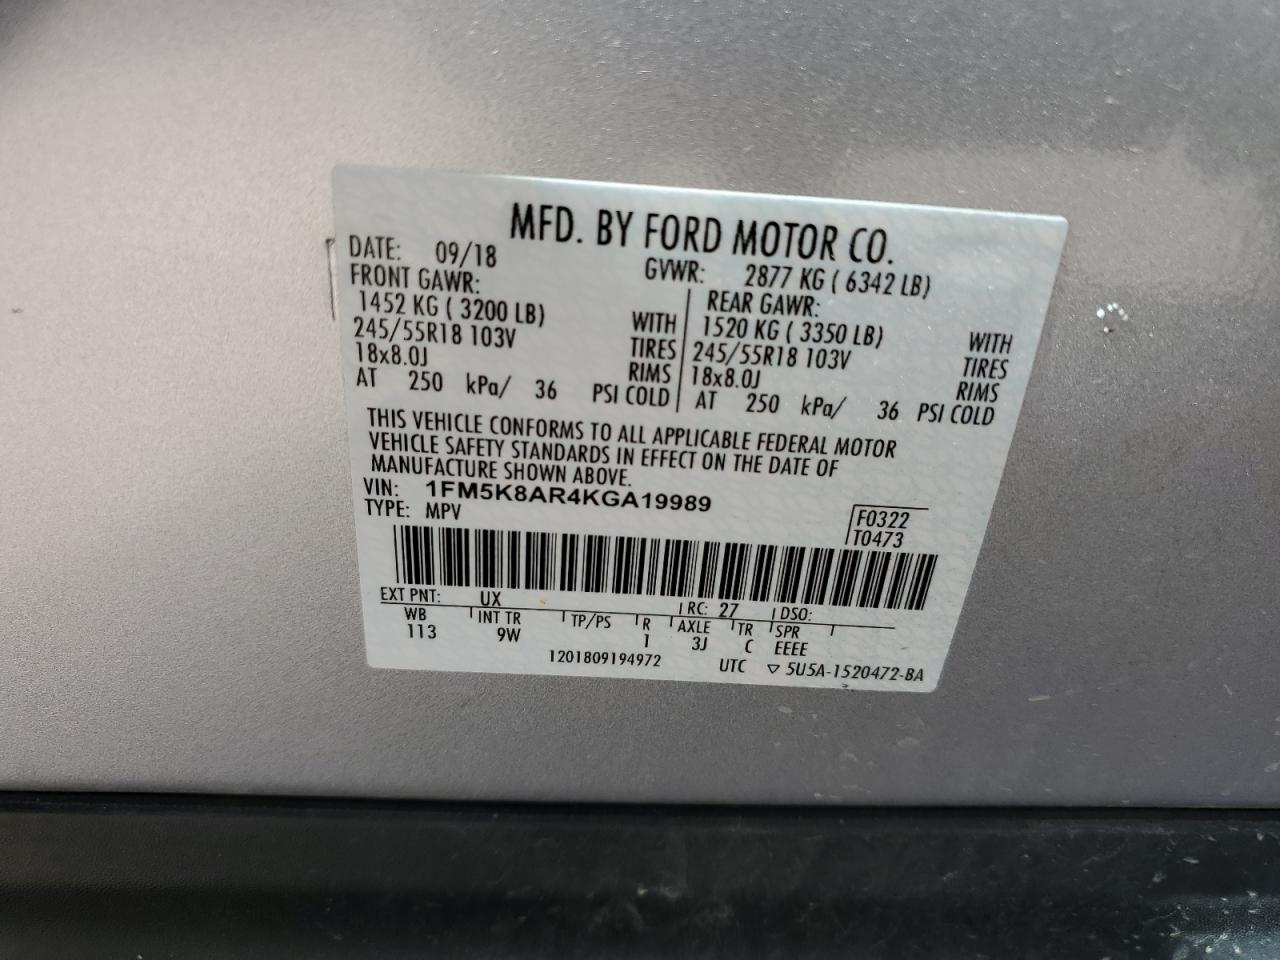 MFD. BY FORD MOTOR CO.
DATE: 09/18 GVWR: 2877 KG ( 6342 LB)
FRONT GAWR:
1452 KG ( 3200 LB) WITH
245/55R18 103V TIRES
18x8.0J RIMS
AT 250 kPa/ 36 PSI COLD
REAR GAWR:
1520 KG ( 3350 LB) WITH
245/55R18 103V TIRES
18x8.0J RIMS
AT 250 kPa/ 36 PSI COLD
THIS VEHICLE CONFORMS TO ALL APPLICABLE FEDERAL MOTOR
VEHICLE SAFETY STANDARDS IN EFFECT ON THE DATE OF
MANUFACTURE SHOWN ABOVE.
VIN: 1FM5K8AR4KGA19989
TYPE: MPV
F0322
T0473
EXT PNT: UX RC: 27 DSO:
WB INT TR TP/PS R AXLE TR SPR
113 9W 1 3J C EEEE
1201809194972 UTC ▽ 5U5A-1520472-BA